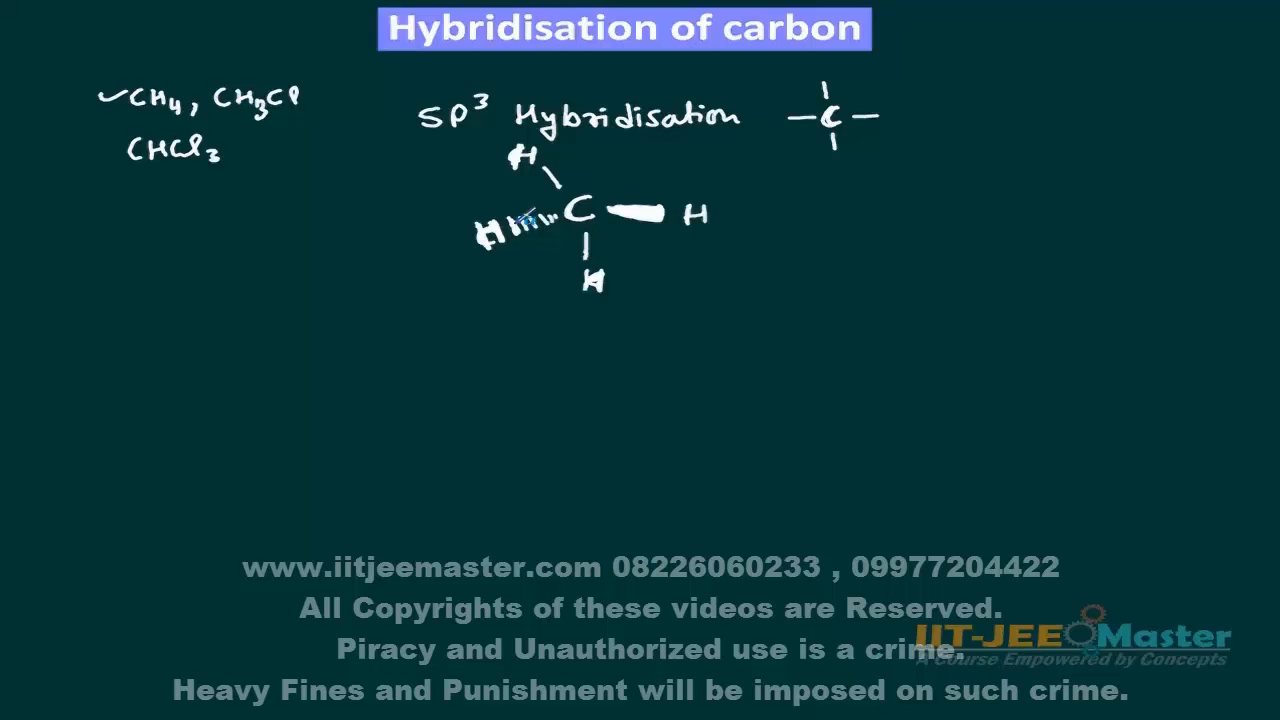 Hybridisation of carbon
CH4, CH3Cl
CHCl3
SP3 Hybridisation
C
H
H C H
H
www.iitjeemaster.com 08226060233 , 09977204422
All Copyrights of these videos are Reserved.
IIT-JEE Master
Piracy and Unauthorized use is a crime.
A Course Empowered by Concepts
Heavy Fines and Punishment will be imposed on such crime.